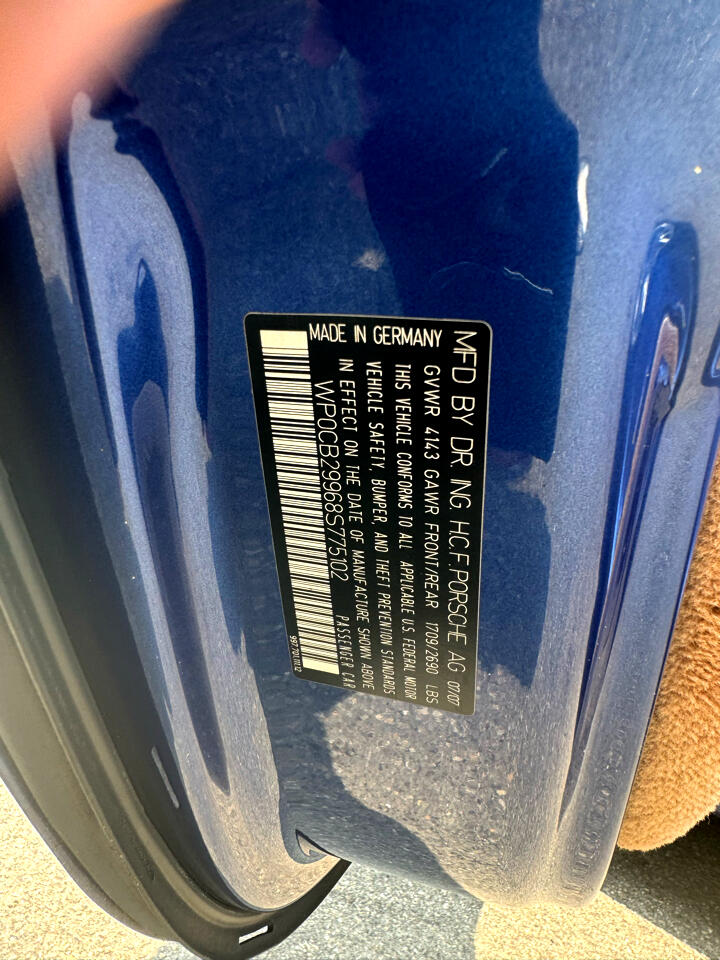 MFD BY DR. ING. H.C.F. PORSCHE AG 07/07
GVWR 4143 GAWR FRONT/REAR 1709/2690 LBS
THIS VEHICLE CONFORMS TO ALL APPLICABLE U.S. FEDERAL MOTOR
VEHICLE SAFETY, BUMPER, AND THEFT PREVENTION STANDARDS
IN EFFECT ON THE DATE OF MANUFACTURE SHOWN ABOVE
MADE IN GERMANY
WP0CB29968S775102
PASSENGER CAR